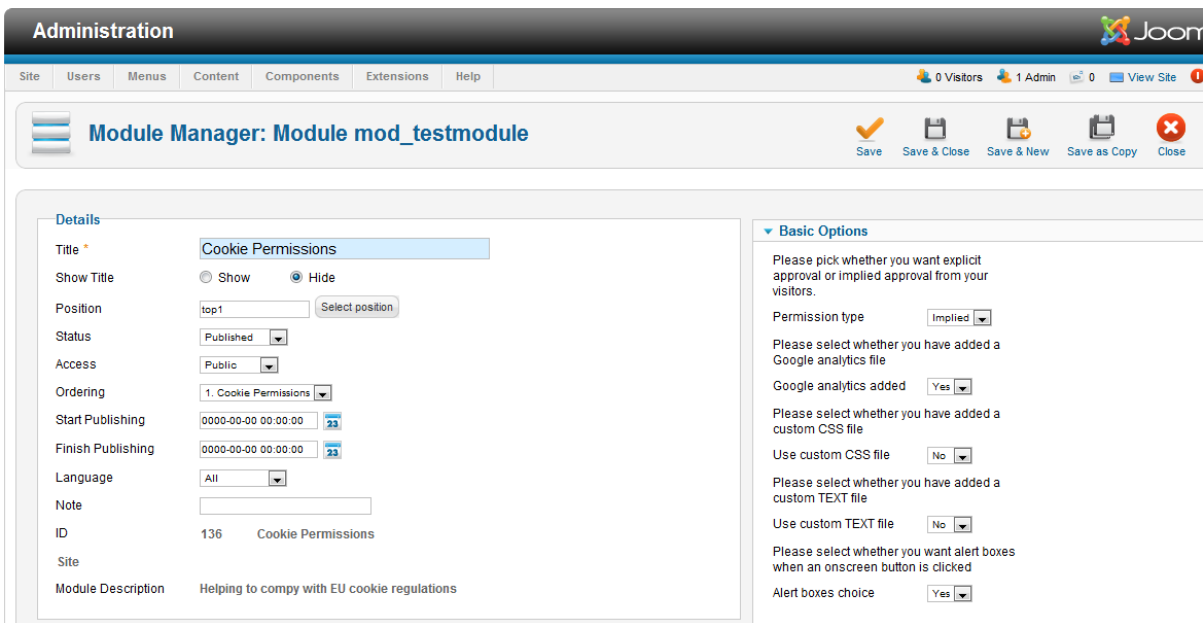 Administration
Joom
Site Users Menus Content Components Extensions Help
0 Visitors 1 Admin 0 View Site
Module Manager: Module mod_testmodule
Save Save & Close Save & New Save as Copy Close
Details
Title *
Cookie Permissions
Show Title
Show Hide
Position
top1 Select position
Status
Published
Access
Public
Ordering
1. Cookie Permissions
Start Publishing
0000-00-00 00:00:00 23
Finish Publishing
0000-00-00 00:00:00 23
Language
All
Note
ID
136 Cookie Permissions
Site
Module Description
Helping to compy with EU cookie regulations
Basic Options
Please pick whether you want explicit
approval or implied approval from your
visitors.
Permission type Implied
Please select whether you have added a
Google analytics file
Google analytics added Yes
Please select whether you have added a
custom CSS file
Use custom CSS file No
Please select whether you have added a
custom TEXT file
Use custom TEXT file No
Please select whether you want alert boxes
when an onscreen button is clicked
Alert boxes choice Yes